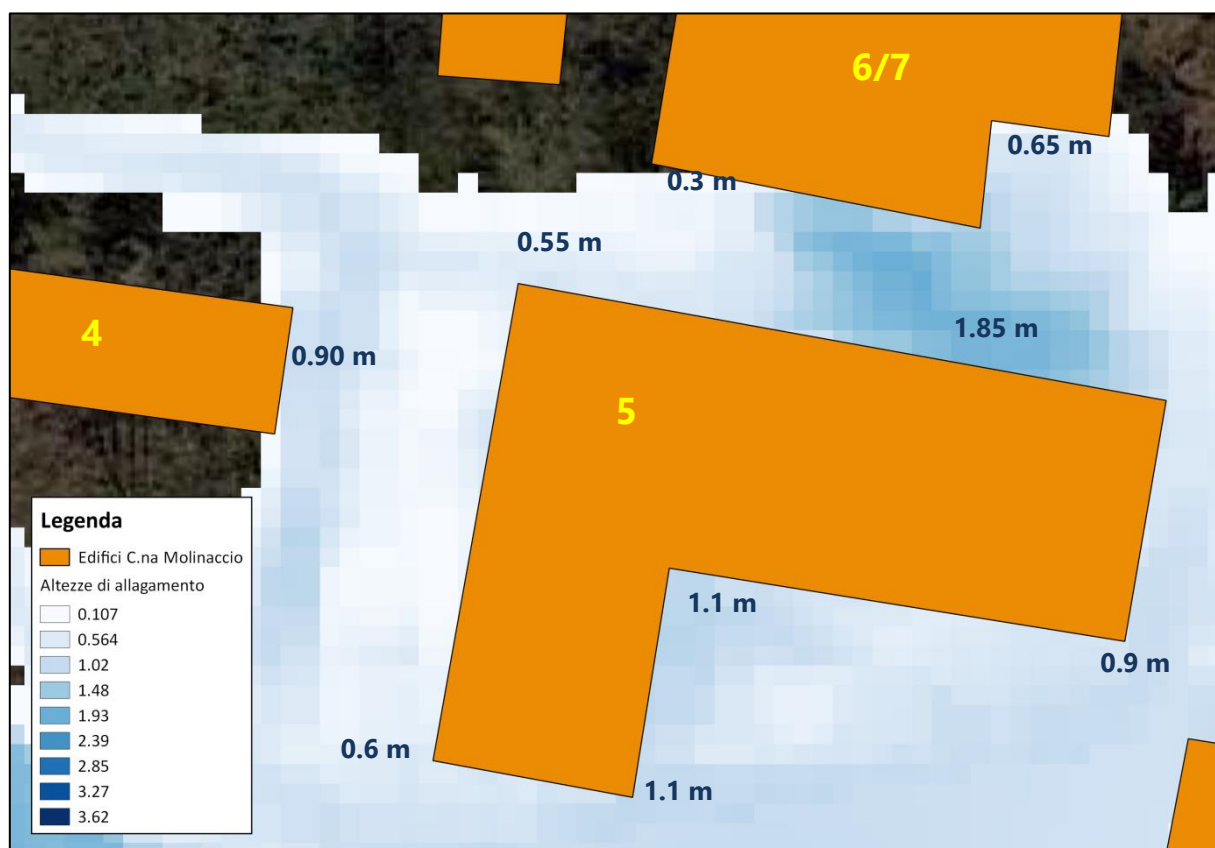 6/7
0.65 m
0.3 m
0.55 m
1.85 m
4
0.90 m
5
Legenda
Edifici C.na Molinaccio
Altezze di allagamento
0.107
0.564
1.02
1.48
1.93
2.39
2.85
3.27
3.62
1.1 m
0.9 m
0.6 m
1.1 m